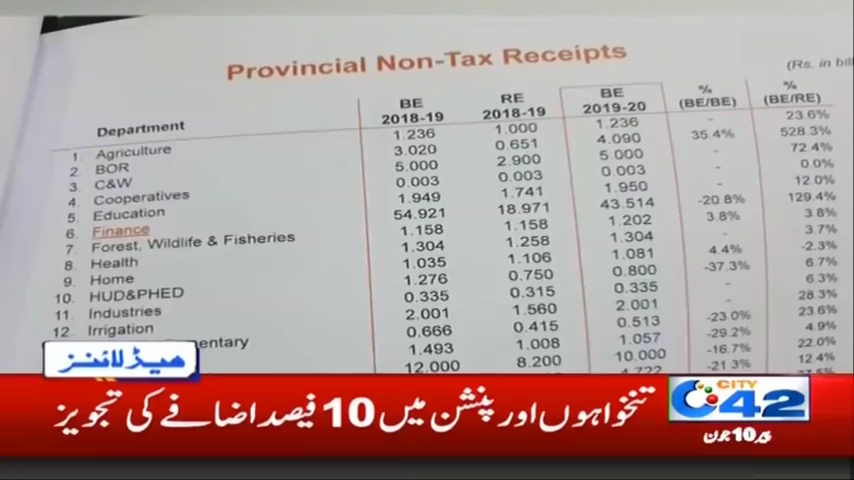 Provincial Non-Tax Receipts
(Rs. in bill
Department BE 2018-19 RE 2018-19 BE 2019-20 % (BE/BE) % (BE/RE)
1. Agriculture 1.236 1.000 1.236 - 23.6%
2. BOR 3.020 0.651 4.090 35.4% 528.3%
3. C&W 5.000 2.900 5.000 - 72.4%
4. Cooperatives 0.003 0.003 0.003 - 0.0%
5. Education 1.949 1.741 1.950 - 12.0%
6. Finance 54.921 18.971 43.514 -20.8% 129.4%
7. Forest, Wildlife & Fisheries 1.158 1.158 1.202 3.8% 3.8%
8. Health 1.304 1.258 1.304 - 3.7%
9. Home 1.035 1.106 1.081 4.4% -2.3%
10. HUD&PHED 1.276 0.750 0.800 -37.3% 6.7%
11. Industries 0.335 0.315 0.335 - 6.3%
12. Irrigation 2.001 1.560 2.001 - 28.3%
mentary 0.666 0.415 0.513 -23.0% 23.6%
1.493 1.008 1.057 -29.2% 4.9%
12.000 8.200 10.000 -16.7% 22.0%
4.722 -21.3% 12.4%
ہیڈلائنز
تنخواہوں اور پنشن میں 10 فیصد اضافے کی تجویز
CITY
42
پیر 10 جون